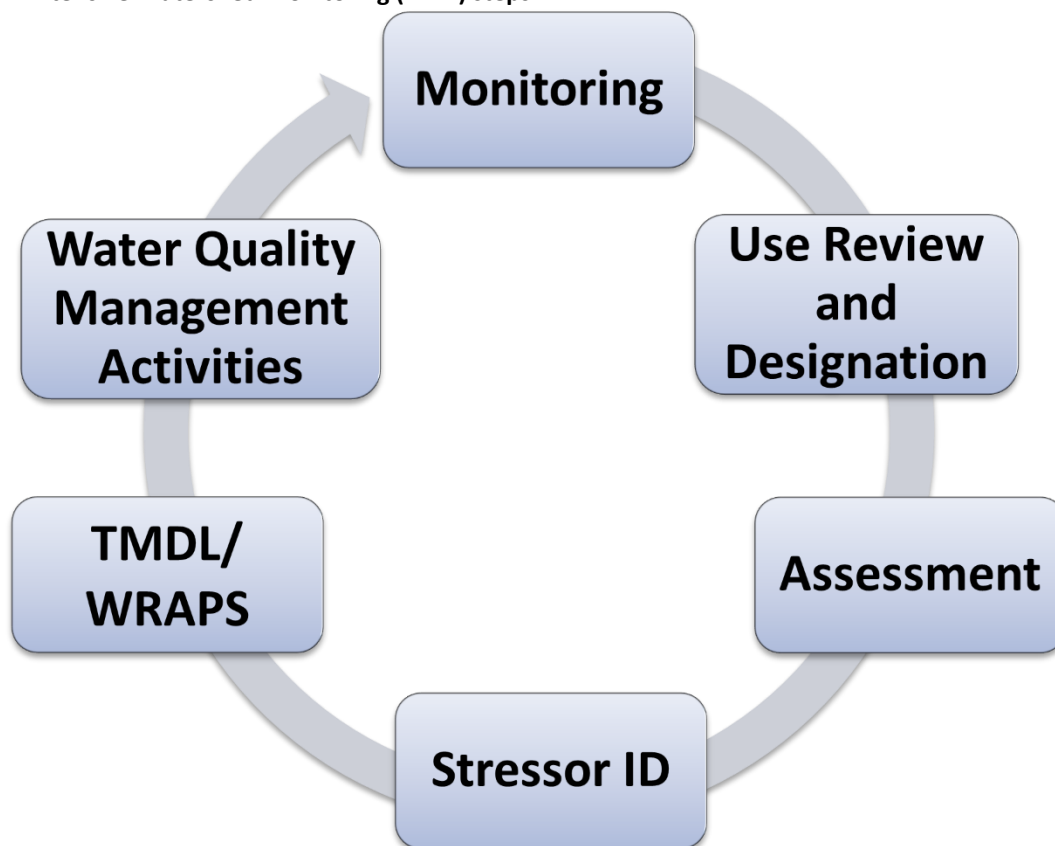 Monitoring
Use Review
and
Designation
Assessment
Stressor ID
TMDL/
WRAPS
Water Quality
Management
Activities